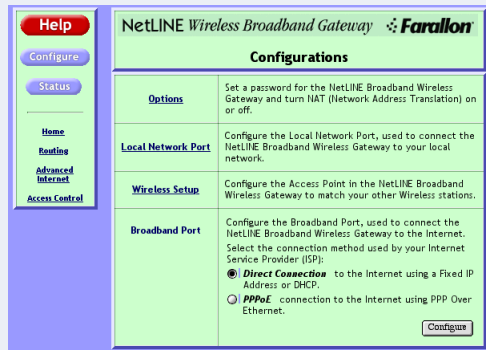 Help
Configure
Status
Home
Routing
Advanced
Internet
Access Control
NetLINE Wireless Broadband Gateway Farallon
Configurations
Options
Set a password for the NetLINE Broadband Wireless
Gateway and turn NAT (Network Address Translation) on
or off.
Local Network Port
Configure the Local Network Port, used to connect the
NetLINE Broadband Wireless Gateway to your local
network.
Wireless Setup
Configure the Access Point in the NetLINE Broadband
Wireless Gateway to match your other Wireless stations.
Broadband Port
Configure the Broadband Port, used to connect the
NetLINE Broadband Wireless Gateway to the Internet.
Select the connection method used by your Internet
Service Provider (ISP):
Direct Connection to the Internet using a Fixed IP
Address or DHCP.
PPPoE connection to the Internet using PPP Over
Ethernet.
Configure